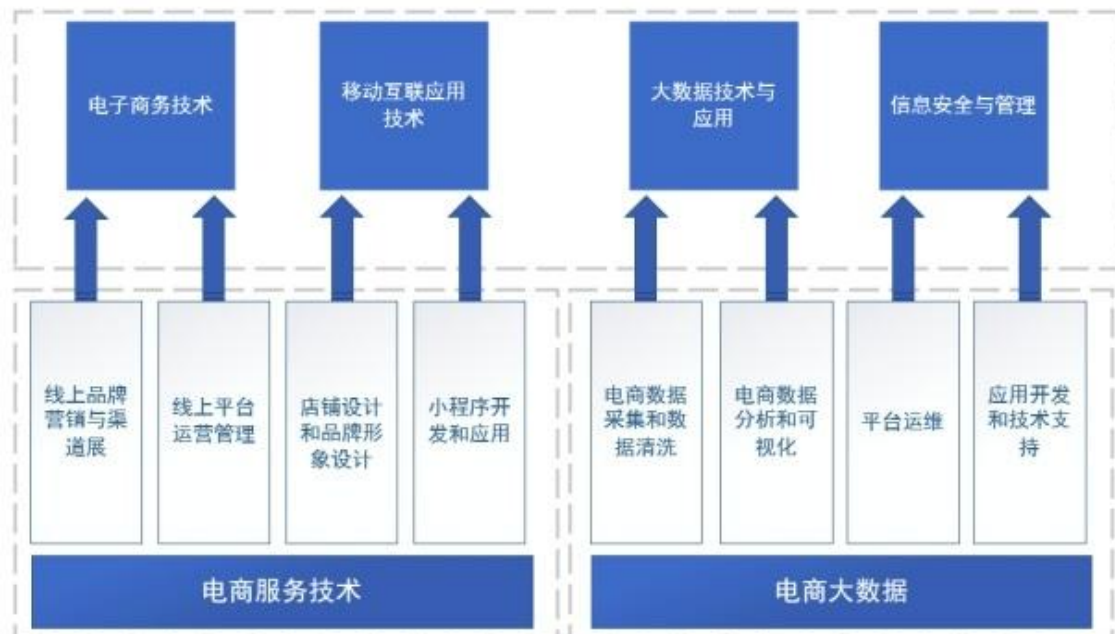 电子商务技术
移动互联应用
技术
大数据技术与
应用
信息安全与管理
线上品牌
营销与渠
道展
线上平台
运营管理
店铺设计
和品牌形
象设计
小程序开
发和应用
电商数据
采集和数
据清洗
电商数据
分析和可
视化
平台运维
应用开发
和技术支
持
电商服务技术
电商大数据